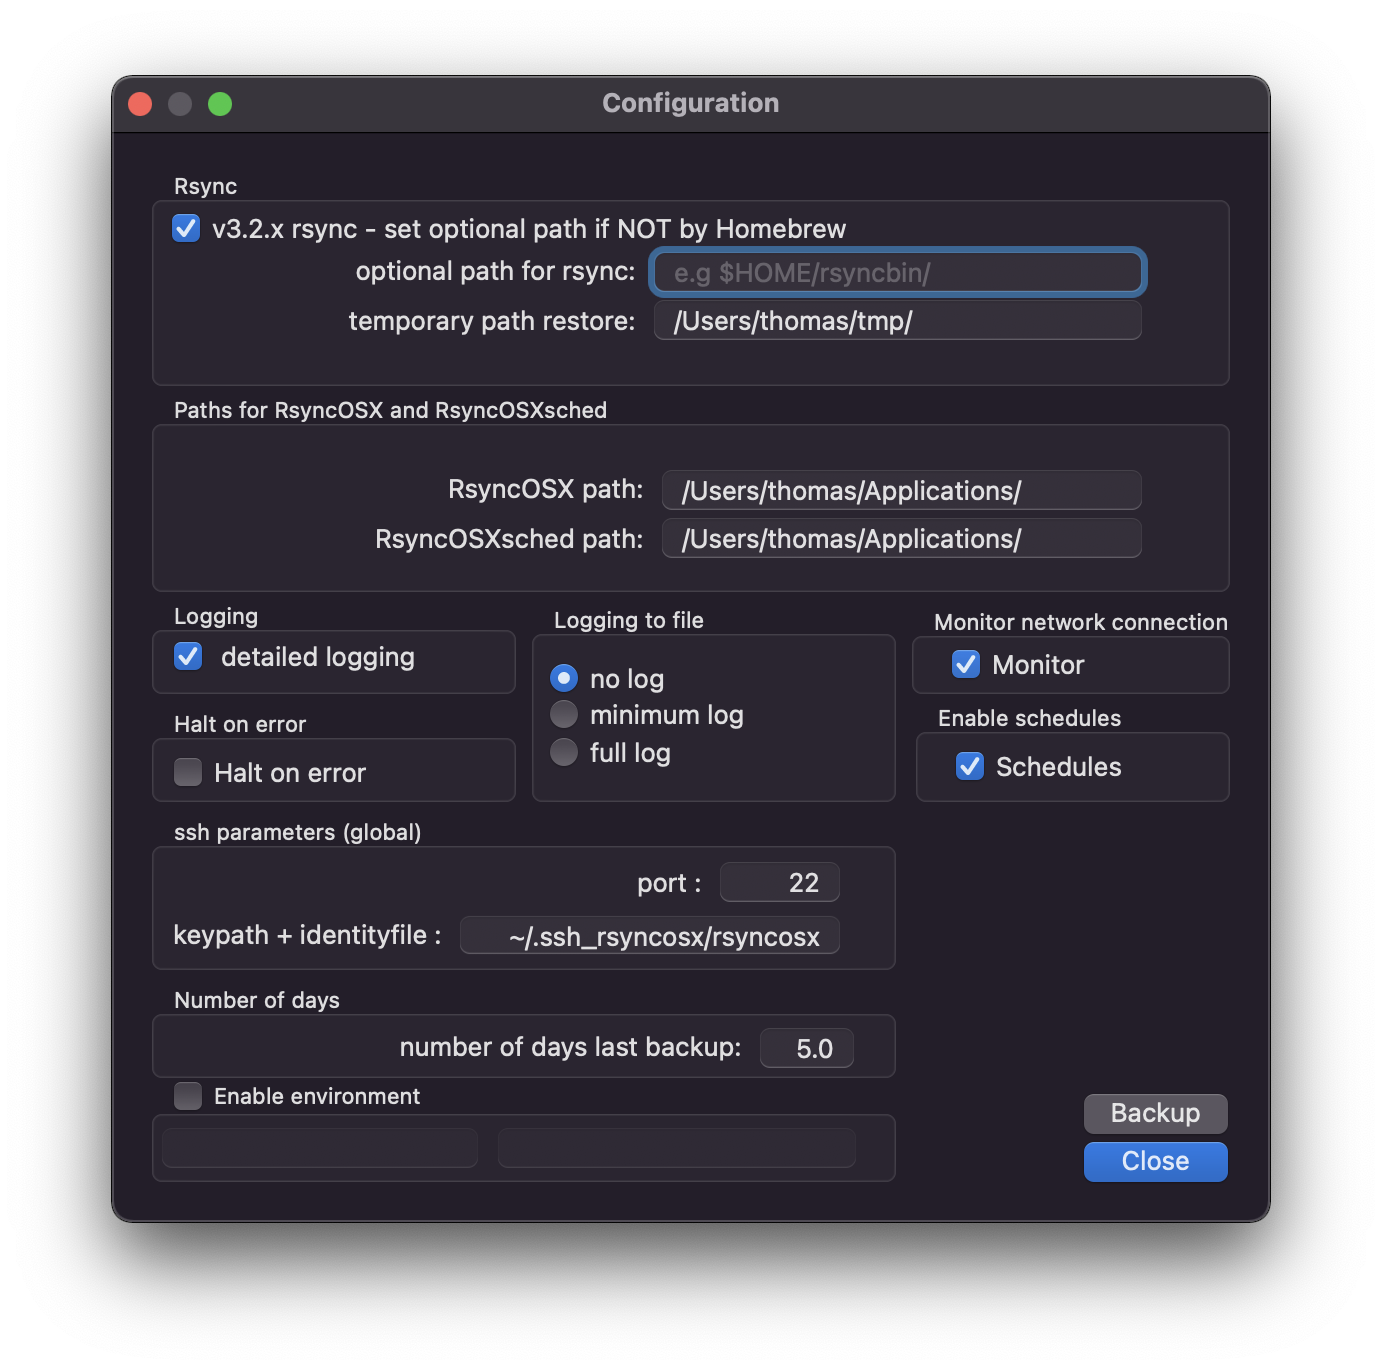 Configuration
Rsync
v3.2.x rsync - set optional path if NOT by Homebrew
optional path for rsync: e.g $HOME/rsyncbin/
temporary path restore: /Users/thomas/tmp/
Paths for RsyncOSX and RsyncOSXsched
RsyncOSX path: /Users/thomas/Applications/
RsyncOSXsched path: /Users/thomas/Applications/
Logging
detailed logging
Halt on error
Halt on error
Logging to file
no log
minimum log
full log
Monitor network connection
Monitor
Enable schedules
Schedules
ssh parameters (global)
port : 22
keypath + identityfile : ~/.ssh_rsyncosx/rsyncosx
Number of days
number of days last backup: 5.0
Enable environment
Backup
Close